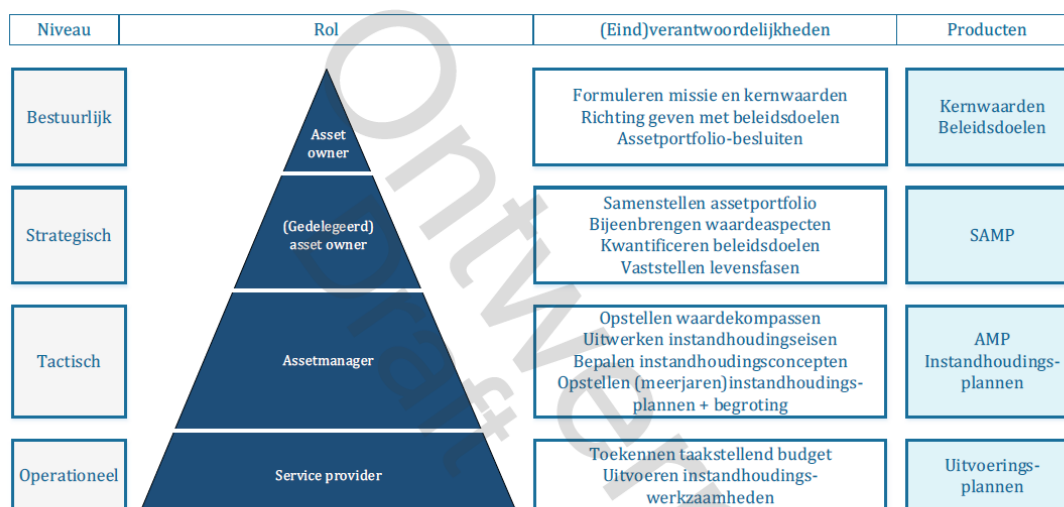 Niveau
Rol
(Eind)verantwoordelijkheden
Producten
Bestuurlijk
Asset
owner
Formuleren missie en kernwaarden
Richting geven met beleidsdoelen
Assetportfolio-besluiten
Kernwaarden
Beleidsdoelen
Strategisch
(Gedelegeerd)
asset owner
Samenstellen assetportfolio
Bijeenbrengen waardeaspecten
Kwantificeren beleidsdoelen
Vaststellen levensfasen
SAMP
Tactisch
Assetmanager
Opstellen waardekompassen
Uitwerken instandhoudingseisen
Bepalen instandhoudingsconcepten
Opstellen (meerjaren)instandhoudings-
plannen + begroting
AMP
Instandhoudings-
plannen
Operationeel
Service provider
Toekennen taakstellend budget
Uitvoeren instandhoudings-
werkzaamheden
Uitvoerings-
plannen
Ontwer
Draft